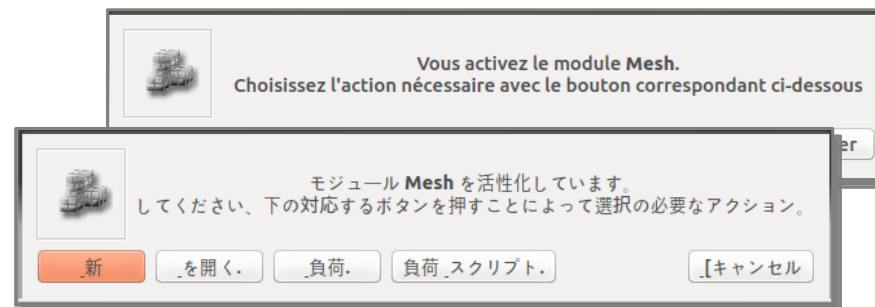 Vous activez le module Mesh.
Choisissez l'action nécessaire avec le bouton correspondant ci-dessous
er
モジュール Mesh を活性化しています。
してください、下の対応するボタンを押すことによって選択の必要なアクション。
_新 _を開く. _負荷. 負荷 _スクリプト. _[キャンセル